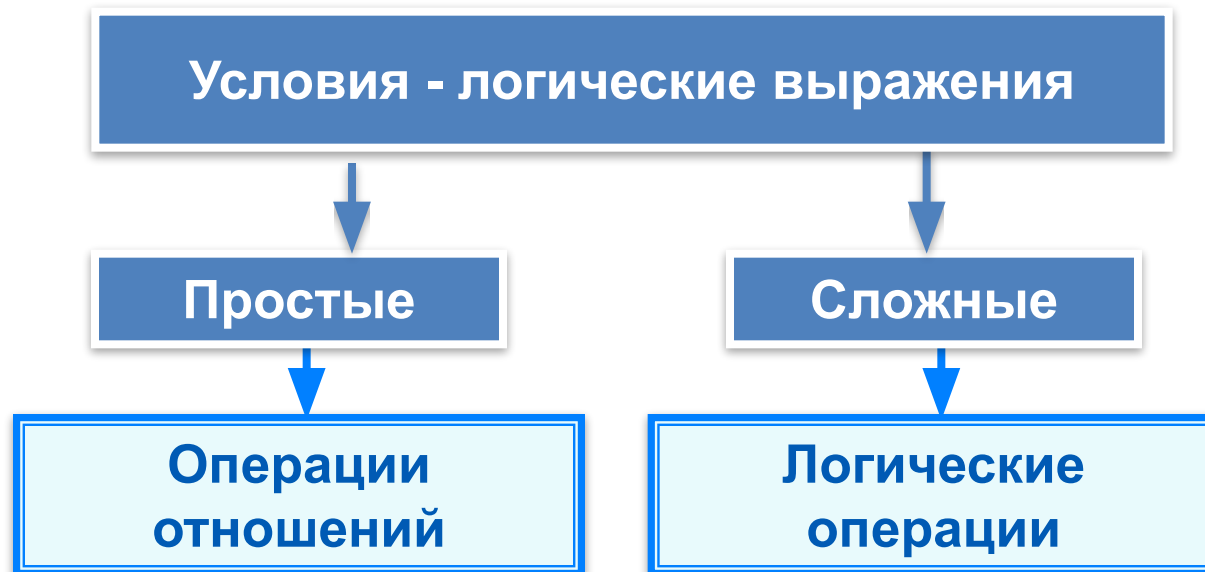 Условия - логические выражения
Простые
Сложные
Операции
отношений
Логические
операции